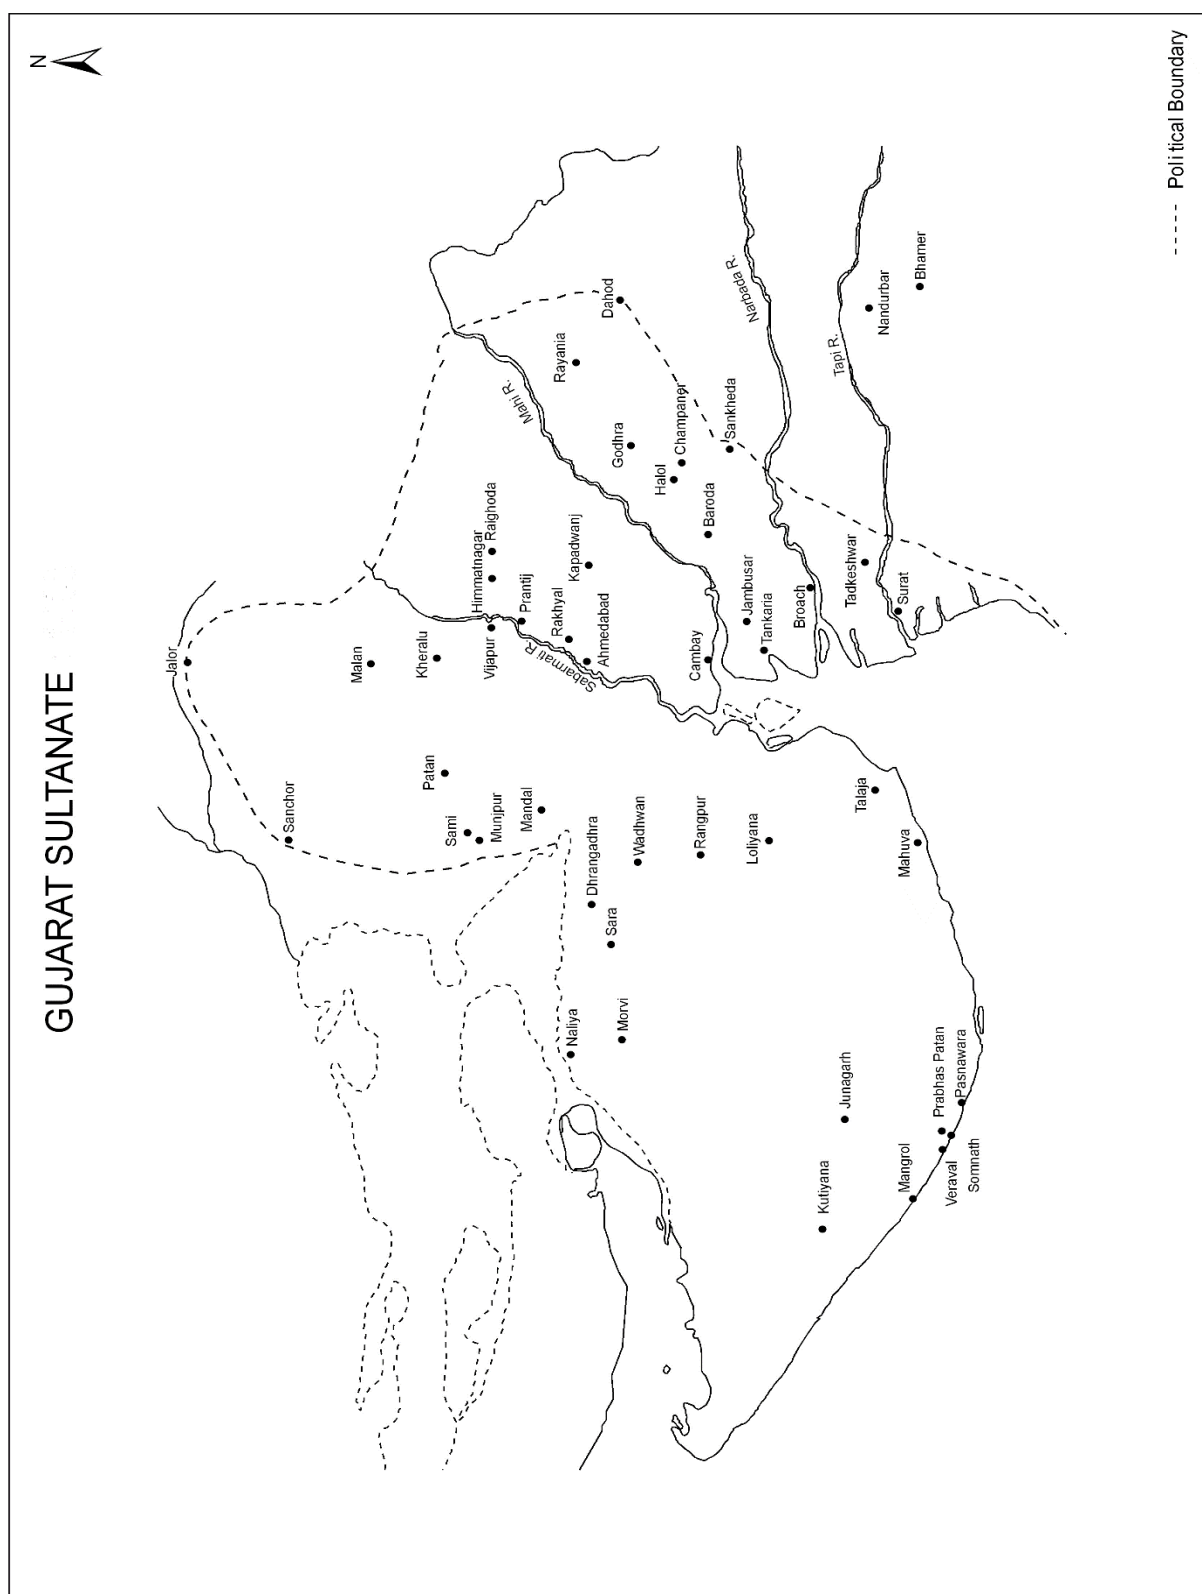 GUJARAT SULTANATE
N
Jalor
Sanchor
Malan
Kheralu
Patan
Sami
Munjpur
Mandal
Vijapur
Himmatnagar
Raighoda
Prantij
Rakhyal
Kapadwanj
Ahmedabad
Sabarmati R.
Mahi R.
Rayania
Dahod
Godhra
Halol
Champaner
Baroda
Sankheda
Narbada R.
Cambay
Jambusar
Tankaria
Broach
Tadkeshwar
Tapi R.
Surat
Nandurbar
Bhamer
Dhrangadhra
Sara
Wadhwan
Naliya
Morvi
Rangpur
Loliyana
Talaja
Mahuva
Junagarh
Kutiyana
Mangrol
Veraval
Somnath
Prabhas Patan
Pasnawara
Political Boundary